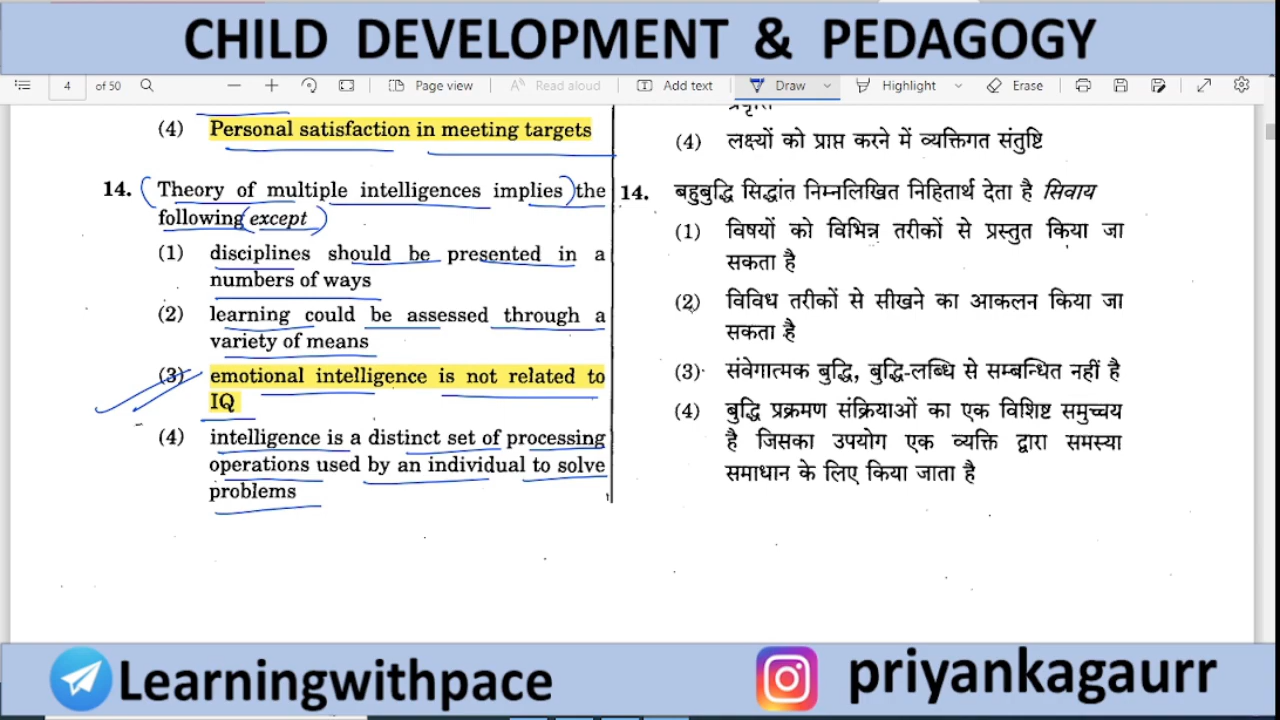 CHILD DEVELOPMENT & PEDAGOGY
4 of 50 Page view Read aloud Add text Draw Highlight Erase
(4) Personal satisfaction in meeting targets
14. Theory of multiple intelligences implies the
following except
(1) disciplines should be presented in a
numbers of ways
(2) learning could be assessed through a
variety of means
(3) emotional intelligence is not related to
IQ
(4) intelligence is a distinct set of processing
operations used by an individual to solve
problems
प्रवृत्ति
(4) लक्ष्यों को प्राप्त करने में व्यक्तिगत संतुष्टि
14. बहुबुद्धि सिद्धांत निम्नलिखित निहितार्थ देता है सिवाय
(1) विषयों को विभिन्न तरीकों से प्रस्तुत किया जा
सकता है
(2) विविध तरीकों से सीखने का आकलन किया जा
सकता है
(3) संवेगात्मक बुद्धि, बुद्धि-लब्धि से सम्बन्धित नहीं है
(4) बुद्धि प्रक्रमण संक्रियाओं का एक विशिष्ट समुच्चय
है जिसका उपयोग एक व्यक्ति द्वारा समस्या
समाधान के लिए किया जाता है
Learningwithpace
priyankagaurr